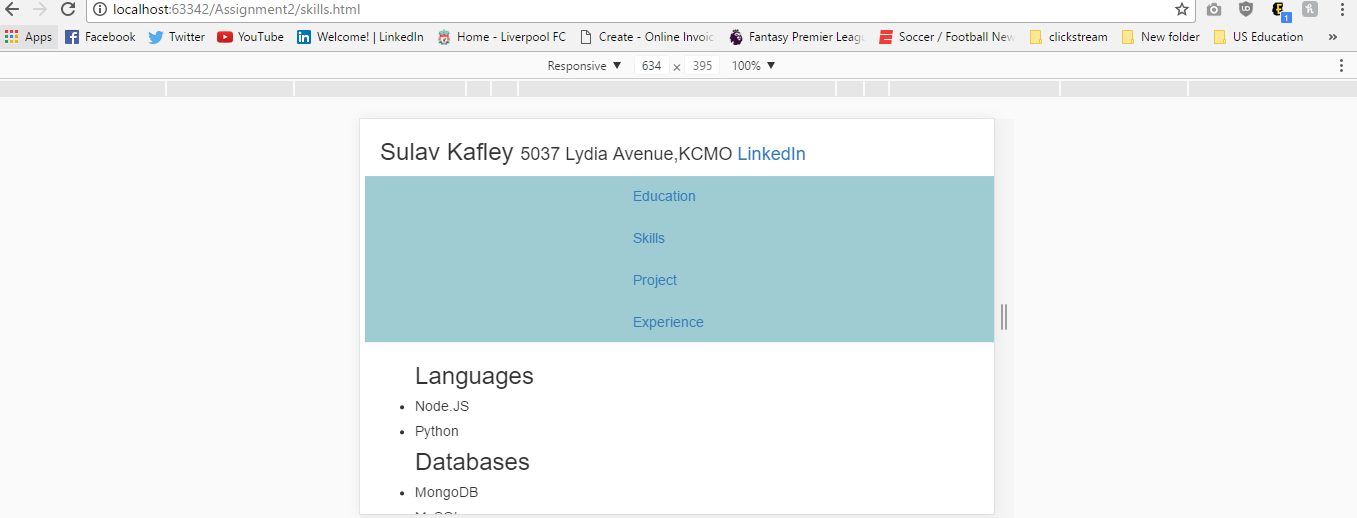 localhost:63342/Assignment2/skills.html
Apps Facebook Twitter YouTube Welcome! | LinkedIn Home - Liverpool FC Create - Online Invoic Fantasy Premier Leag Soccer / Football New clickstream New folder US Education »
Responsive ▼ 634 × 395 100% ▼
Sulav Kafley 5037 Lydia Avenue,KCMO LinkedIn
Education
Skills
Project
Experience
Languages
• Node.JS
• Python
Databases
• MongoDB